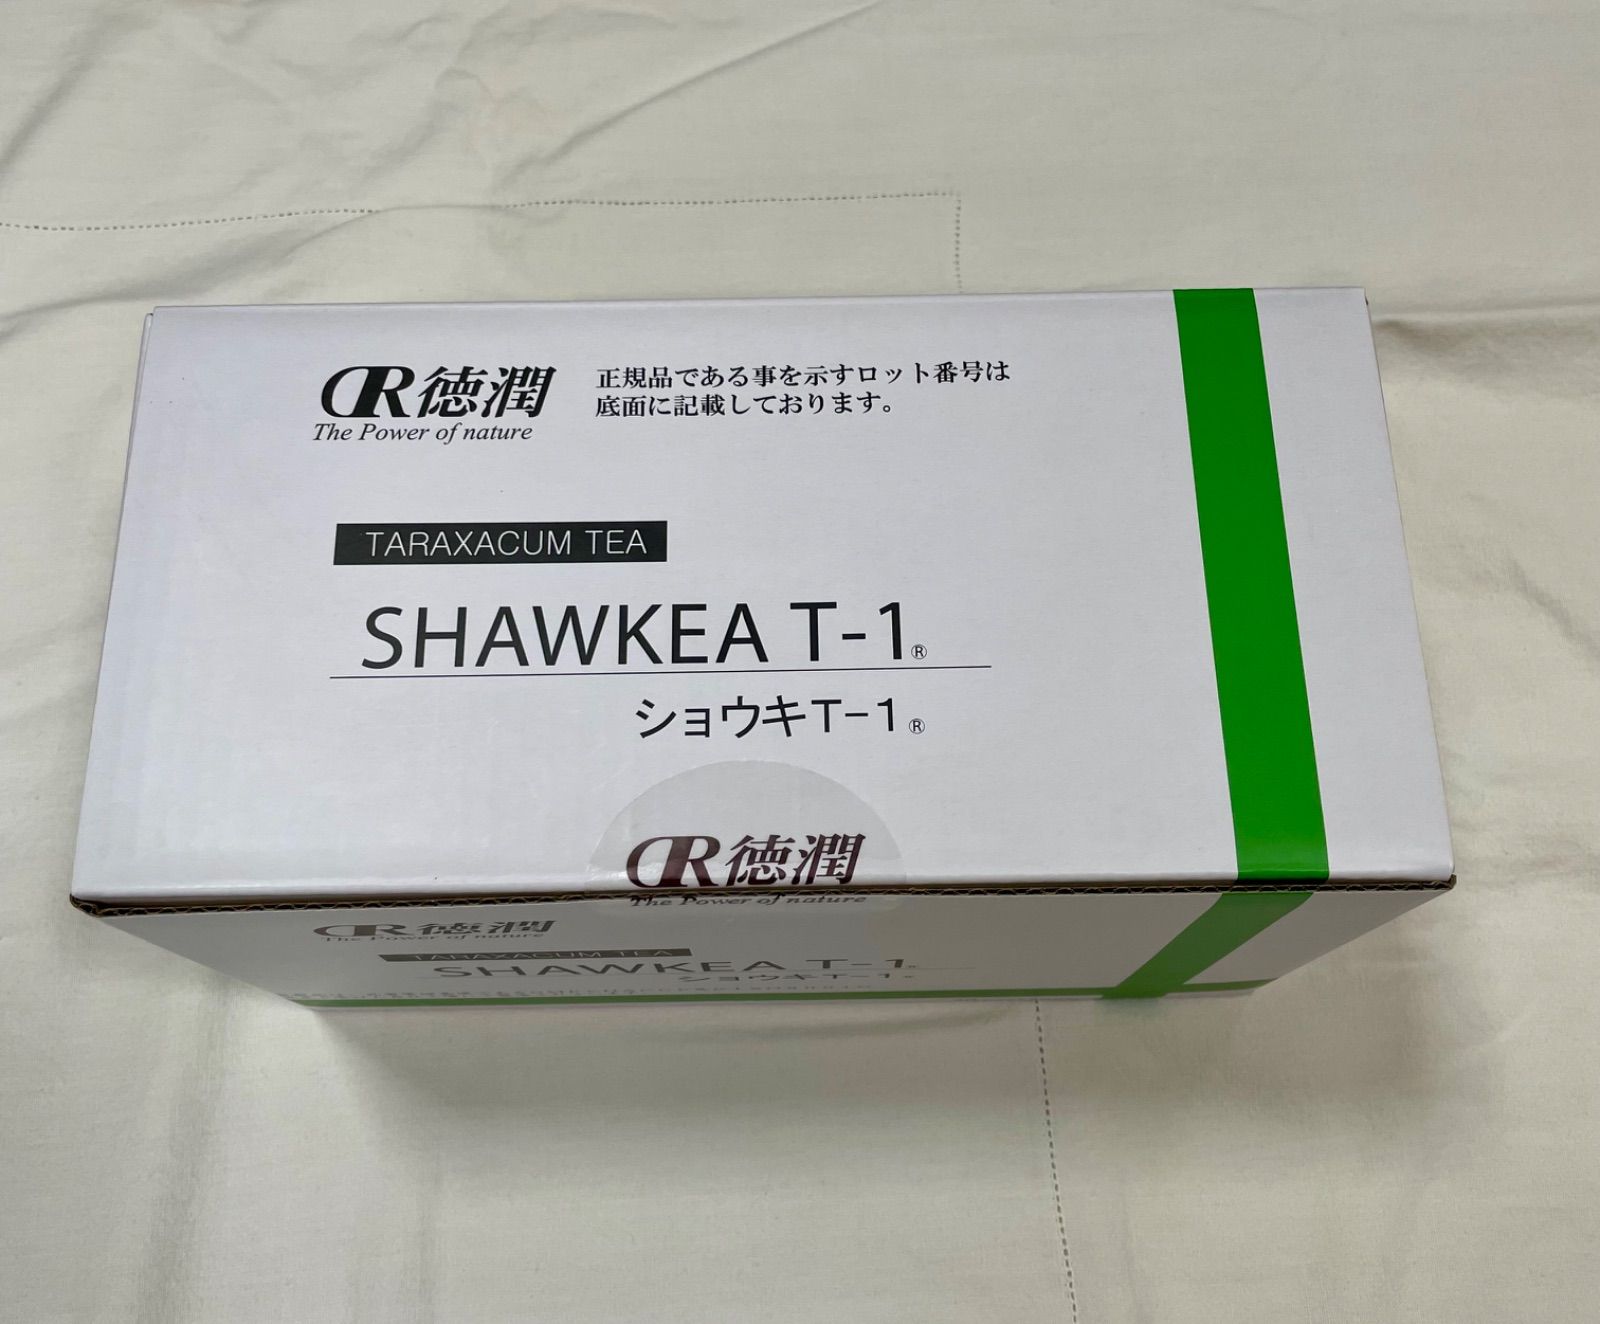 CR徳潤
The Power of nature
正規品である事を示すロット番号は
底面に記載しております。
TARAXACUM TEA
SHAWKEA T-1®
ショウキT-1®
CR徳潤
The Power of nature
CR徳潤
The Power of nature
TARAXACUM TEA
SHAWKEA T-1®
ショウキT-1®